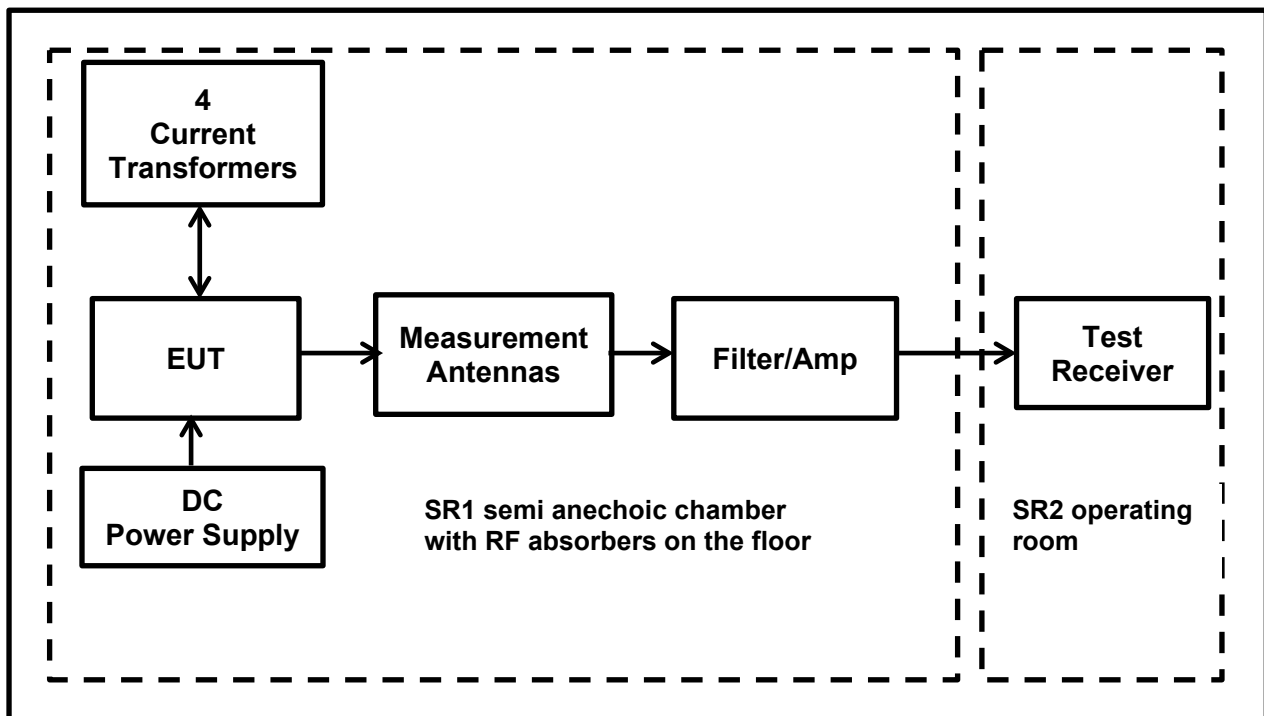 4
Current
Transformers
EUT
Measurement
Antennas
Filter/Amp
Test
Receiver
DC
Power Supply
SR1 semi anechoic chamber
with RF absorbers on the floor
SR2 operating
room